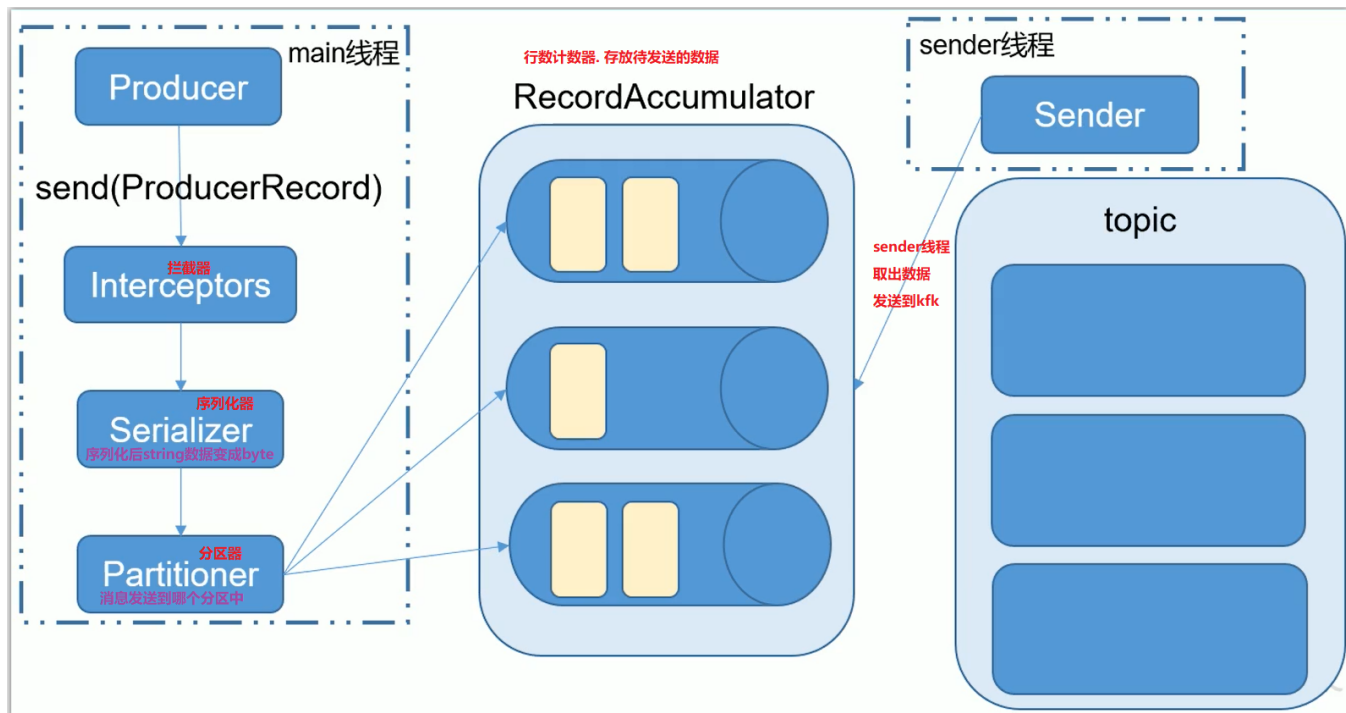 main线程
Producer
send(ProducerRecord)
拦截器
Interceptors
序列化器
Serializer
序列化后string数据变成byte
分区器
Partitioner
消息发送到哪个分区中
行数计数器. 存放待发送的数据
RecordAccumulator
sender线程
Sender
sender线程
取出数据
发送到kfk
topic